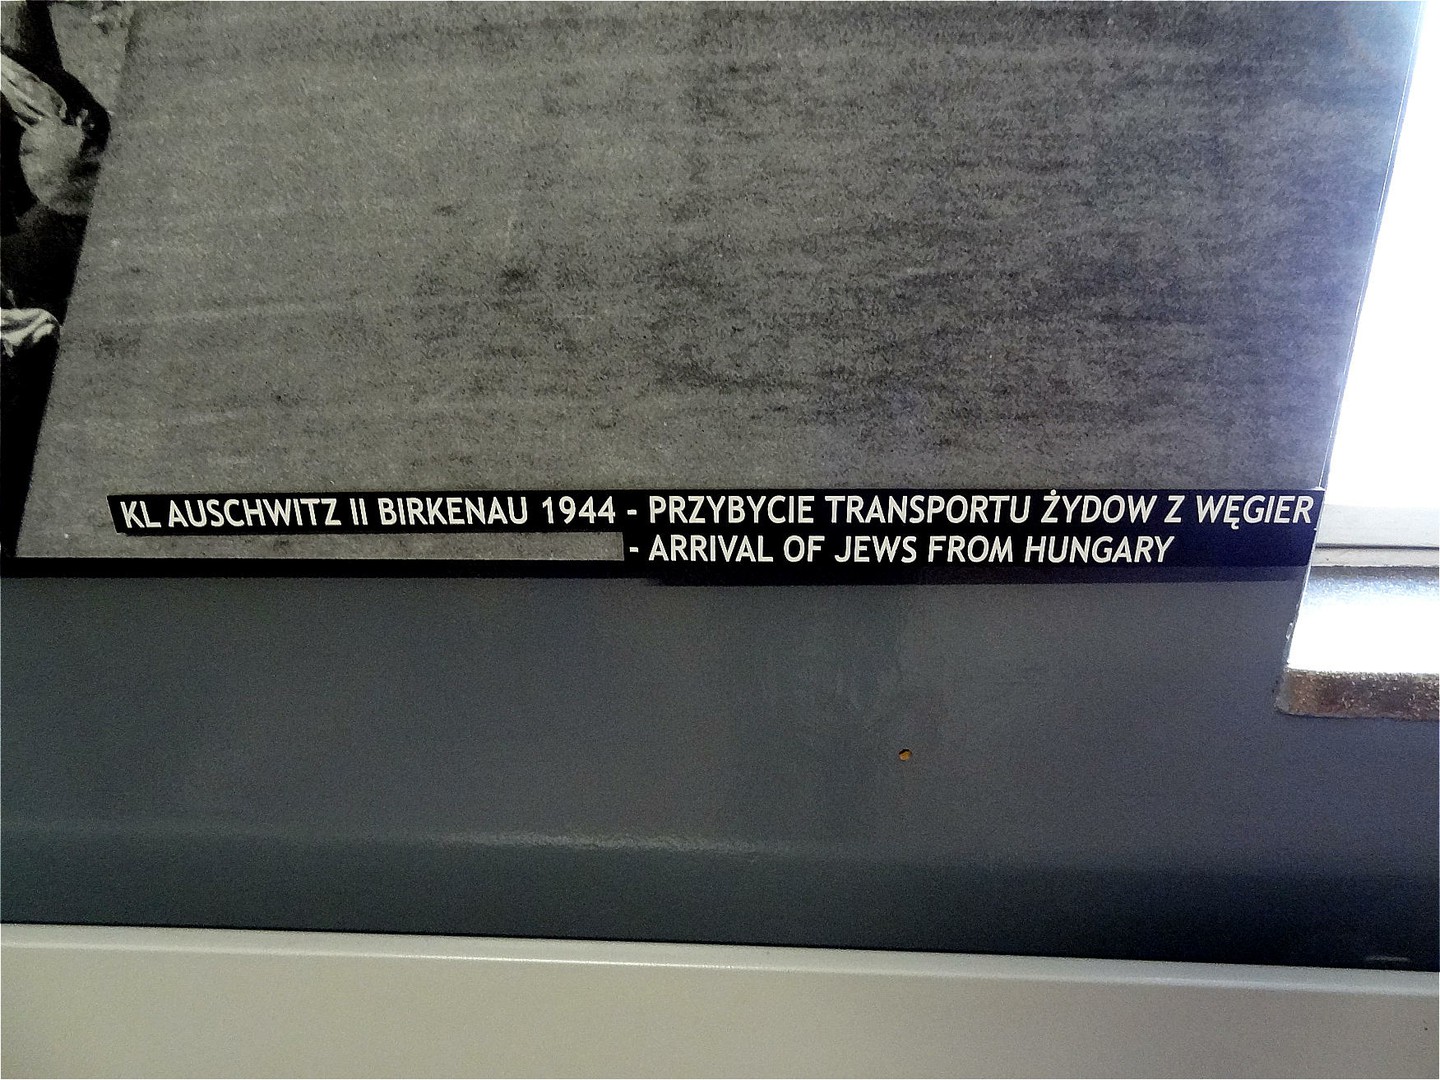 KL AUSCHWITZ II BIRKENAU 1944 - PRZYBYCIE TRANSPORTU ŻYDOW Z WĘGIER
- ARRIVAL OF JEWS FROM HUNGARY